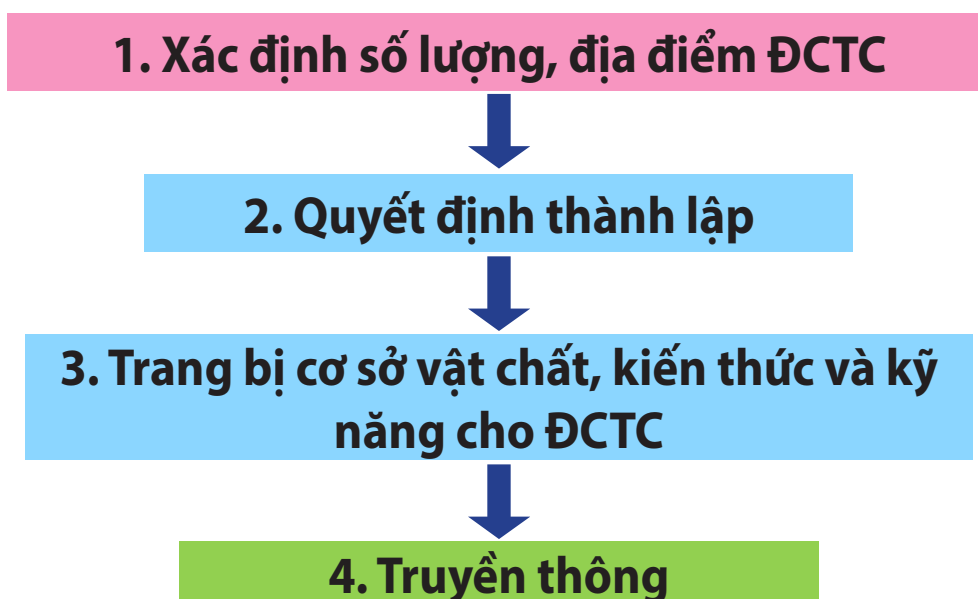 1. Xác định số lượng, địa điểm ĐCTC
2. Quyết định thành lập
3. Trang bị cơ sở vật chất, kiến thức và kỹ
năng cho ĐCTC
4. Truyền thông